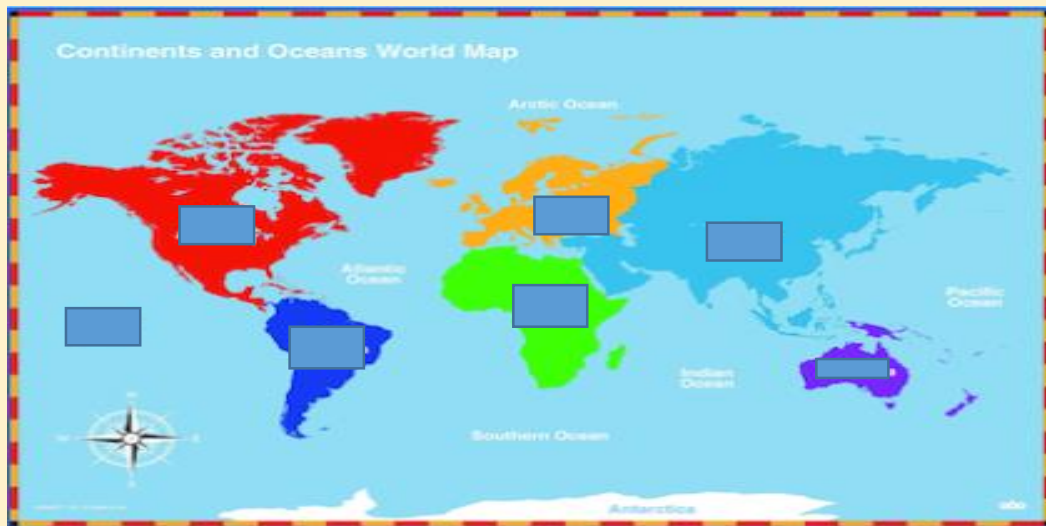 Continents and Oceans World Map
Arctic Ocean
Atlantic
Ocean
Pacific
Ocean
Indian
Ocean
Southern Ocean
Antarctica